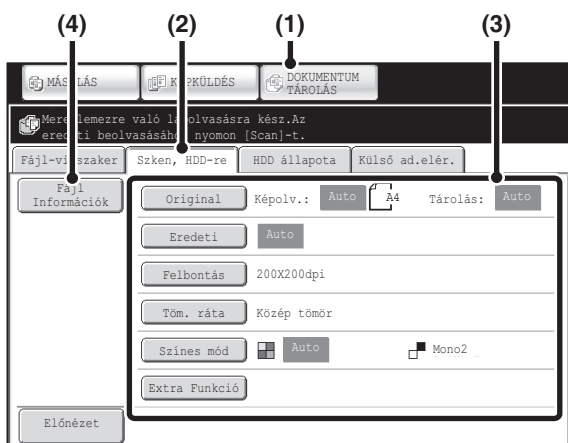 (4) (2) (1) (3)
MÁSOLÁS KÉPKÜLDÉS DOKUMENTUM
TÁROLÁS
Merevlemezre való leolvasásra kész.Az
eredeti beolvasásához nyomon [Scan]-t.
Fájl-visszaker Szken, HDD-re HDD állapota Külső ad.elér.
Fájl
Információk
Original Képolv.: Auto A4 Tárolás: Auto
Eredeti Auto
Felbontás 200X200dpi
Töm. ráta Közép tömör
Színes mód Auto Mono2
Extra Funkció
Előnézet